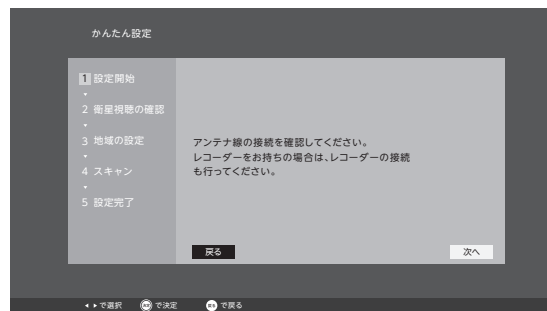 かんたん設定
1 設定開始
2 衛星視聴の確認
3 地域の設定
4 スキャン
5 設定完了
アンテナ線の接続を確認してください。
レコーダーをお持ちの場合は、レコーダーの接続
も行ってください。
戻る
次へ
で選択 で決定 で戻る